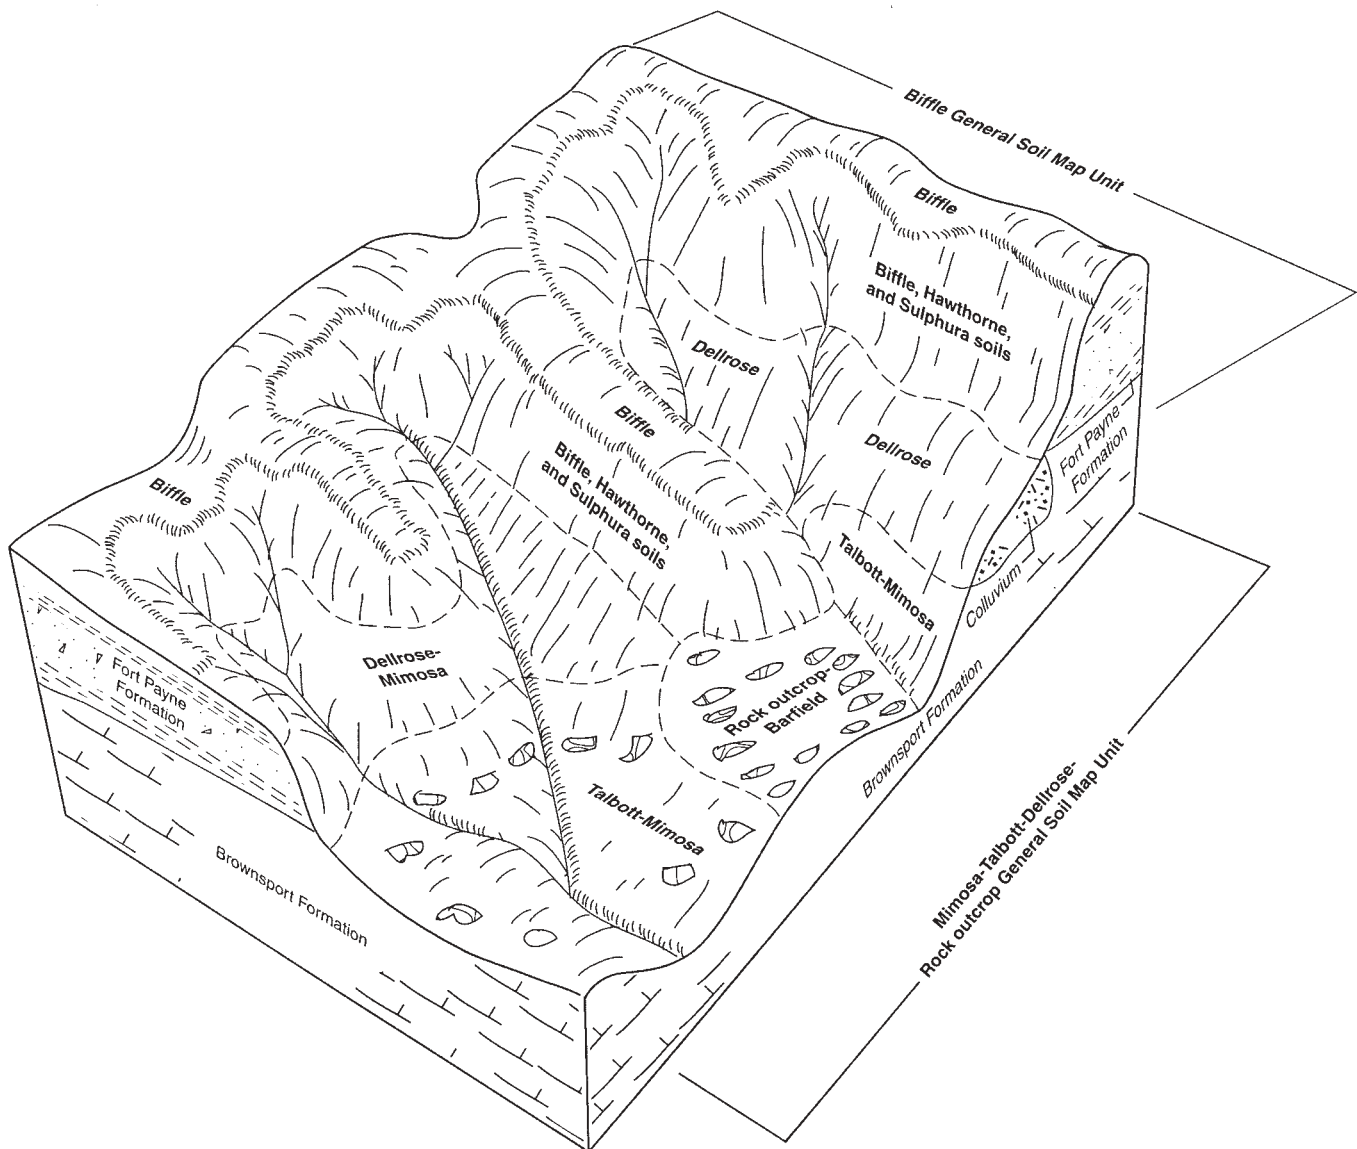 Biffle General Soil Map Unit
Biffle
Biffle, Hawthorne,
and Sulphura soils
Dellrose
Biffle
Dellrose
Fort Payne
Formation
Biffle, Hawthorne,
and Sulphura soils
Biffle
Talbott-Mimosa
Colluvium
Dellrose-
Mimosa
Fort Payne
Formation
Rock outcrop-
Barfield
Brownsport Formation
Talbott-Mimosa
Mimosa-Talbott-Dellrose-
Rock outcrop General Soil Map Unit
Brownsport Formation